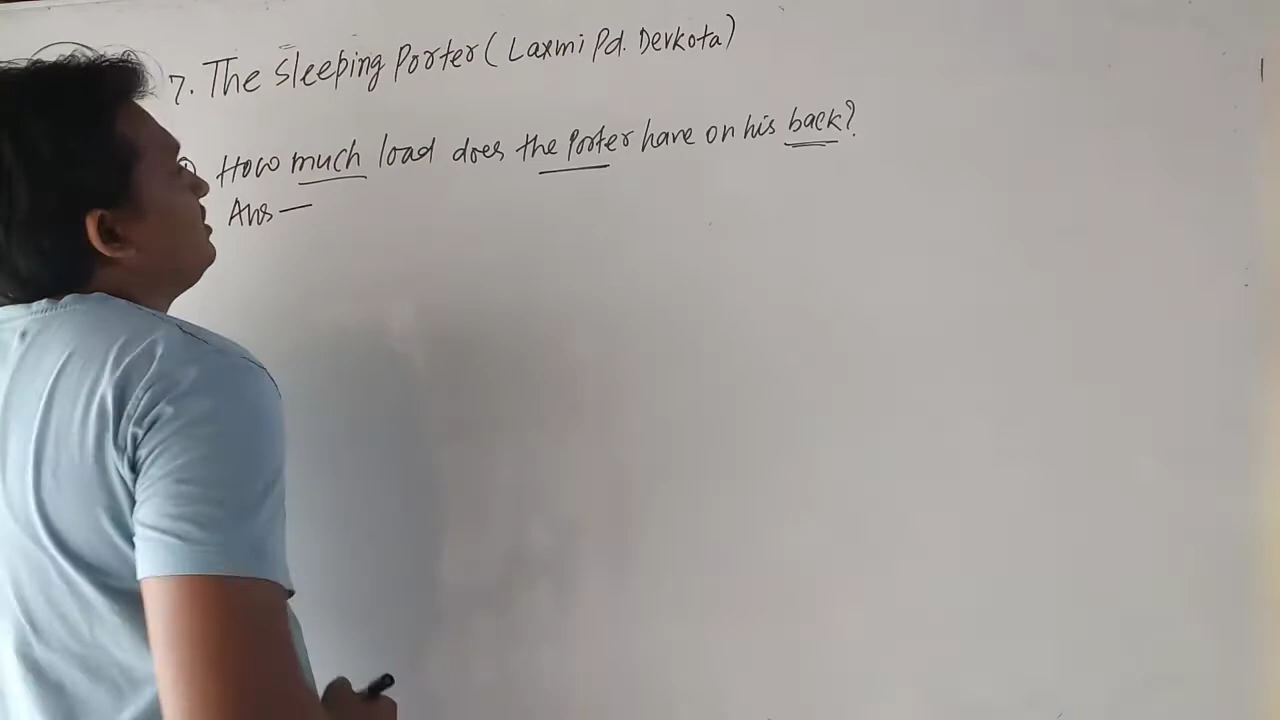 7. The Sleeping Porter (Laxmi Pd. Devkota)
How much load does the Porter have on his back?
Ans —